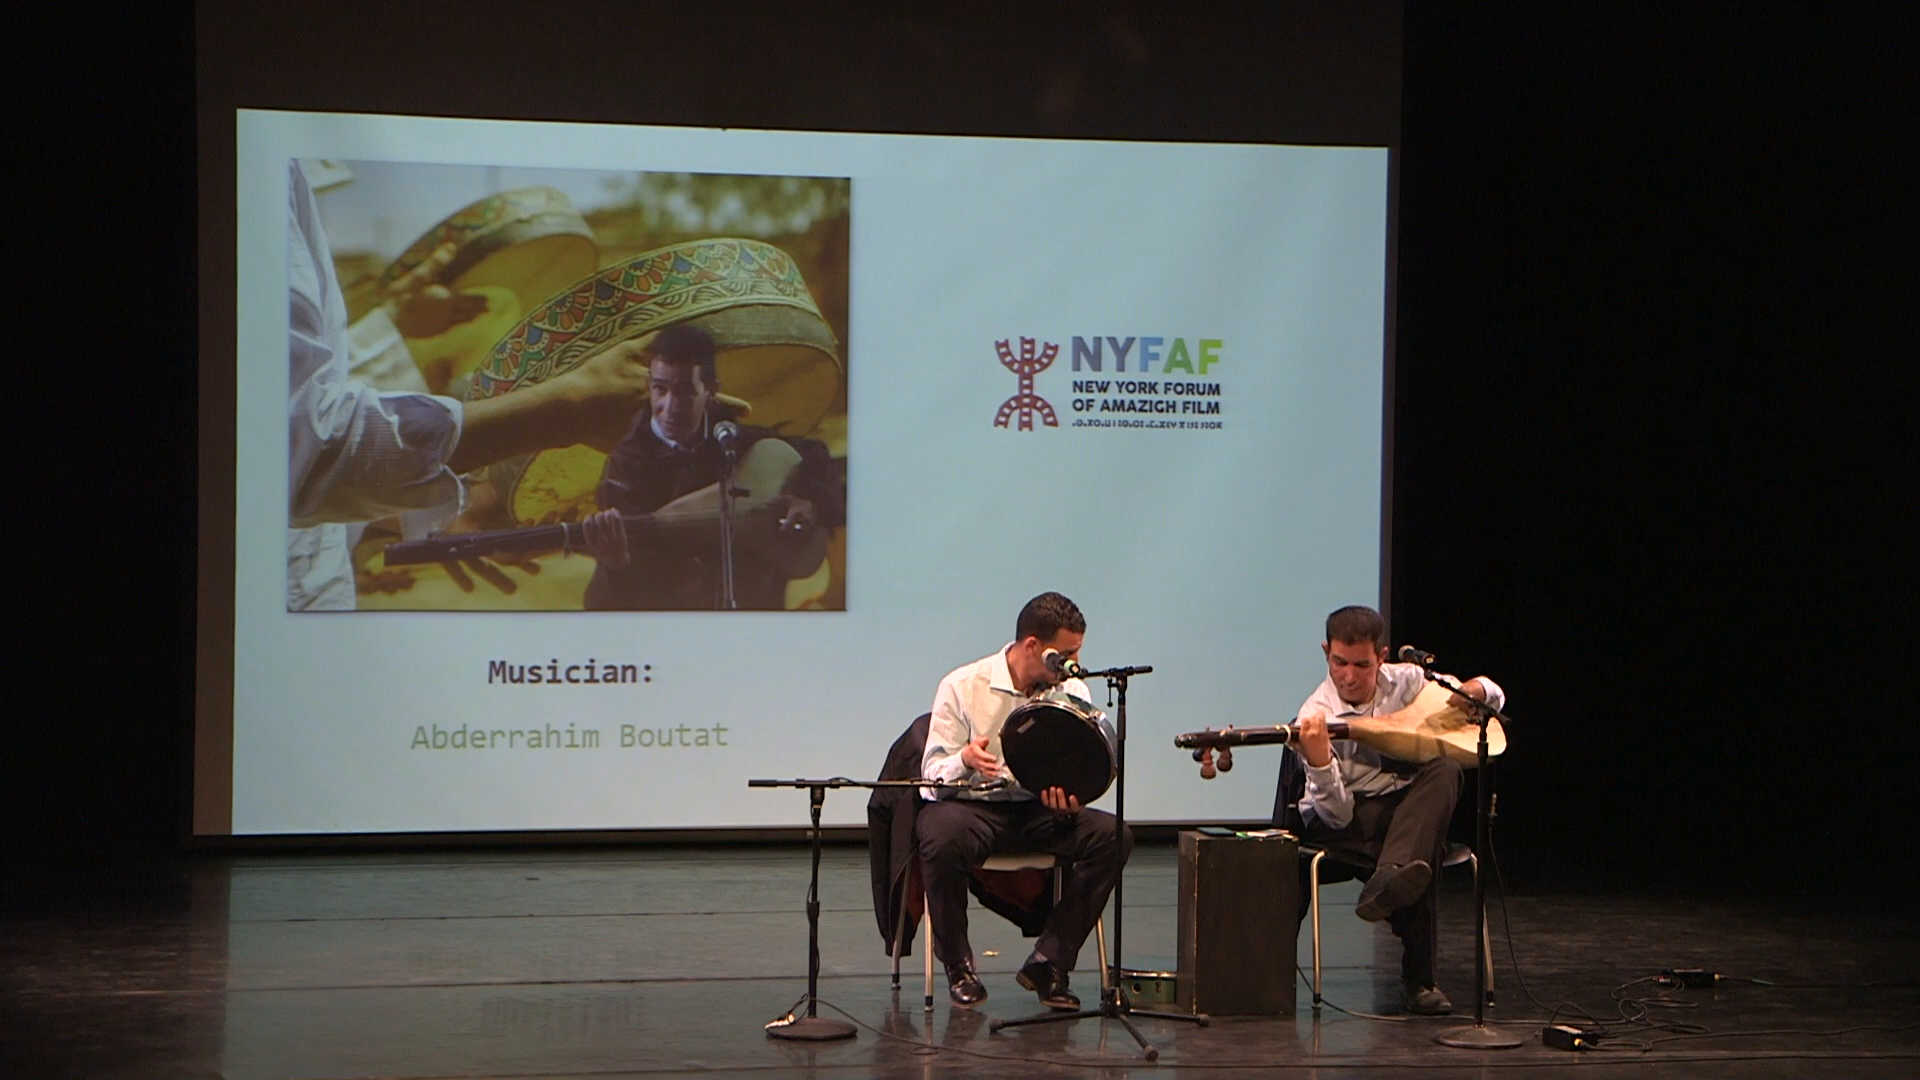 NYFAF
NEW YORK FORUM
OF AMAZIGH FILM
Musician:
Abderrahim Boutat